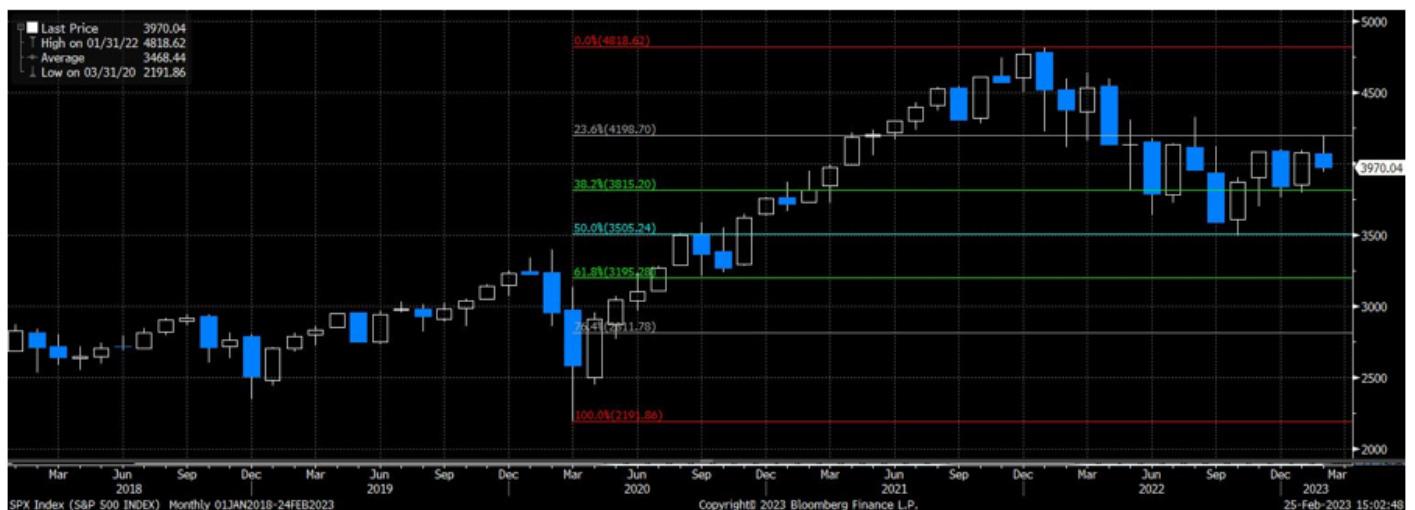 Last Price 3970.04
High on 01/31/22 4818.62
Average 3468.44
Low on 03/31/20 2191.86
0.0%(4818.62)
23.6%(4198.70)
38.2%(3815.20)
50.0%(3505.24)
61.8%(3195.28)
76.4%(2811.78)
100.0%(2191.86)
5000
4500
3970.04
3500
3000
2500
2000
Mar Jun Sep Dec Mar Jun Sep Dec Mar Jun Sep Dec Mar Jun Sep Dec Mar Jun Sep Dec Mar
2018 2019 2020 2021 2022 2023
SPX Index (S&P 500 INDEX) Monthly 01JAN2018-24FEB2023 Copyright© 2023 Bloomberg Finance L.P. 25-Feb-2023 15:02:48